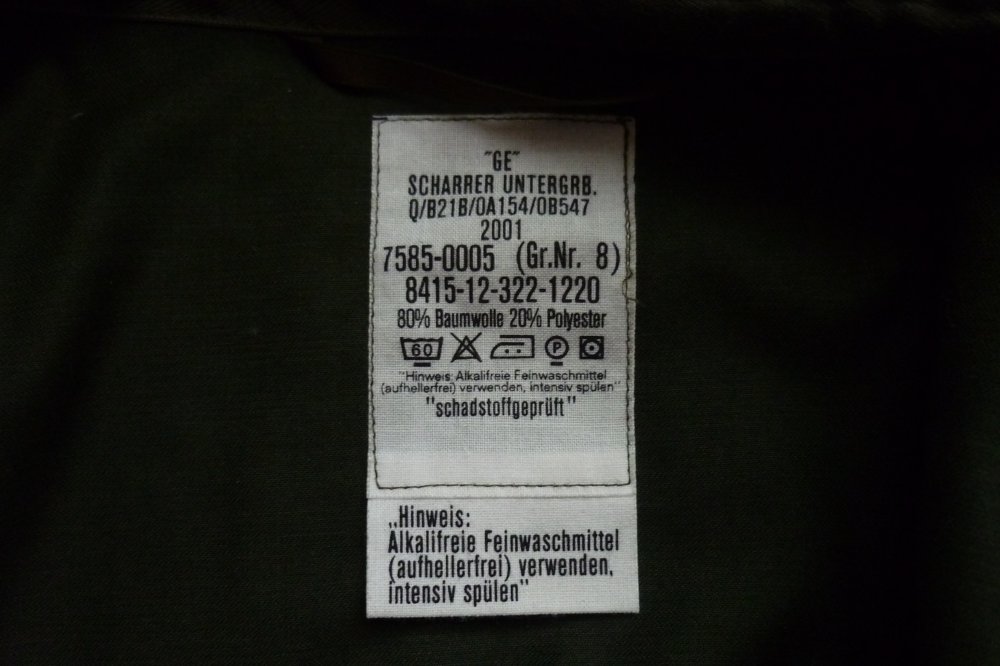 "GE"
SCHARRER UNTERGRB.
Q/B21B/0A154/0B547
2001
7585-0005 (Gr.Nr. 8)
8415-12-322-1220
80% Baumwolle 20% Polyester
60 P
"Hinweis: Alkalifreie Feinwaschmittel
(aufhellerfrei) verwenden, intensiv spülen"
"schadstoffgeprüft"
„Hinweis:
Alkalifreie Feinwaschmittel
(aufhellerfrei) verwenden,
intensiv spülen"